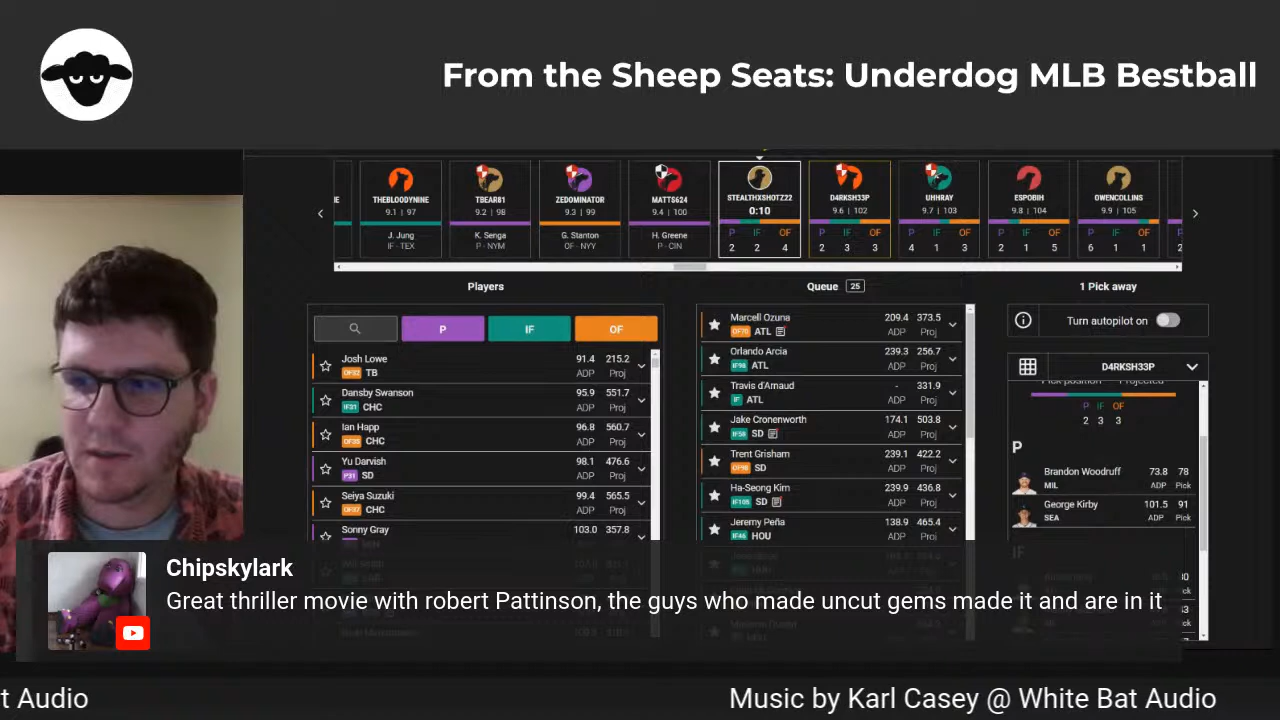 From the Sheep Seats: Underdog MLB Bestball
THEBLOODYNINE
9.1 | 97
J. Jung
IF - TEX
TBEAR81
9.2 | 98
K. Senga
P - NYM
ZEDOMINATOR
9.3 | 99
G. Stanton
OF - NYY
MATTS624
9.4 | 100
H. Greene
P - CIN
STEALTHXSHOTZ22
0:10
P IF OF
2 2 4
D4RKSH33P
9.6 | 102
P IF OF
2 3 3
UHHRAY
9.7 | 103
P IF OF
4 1 3
ESPOBIH
9.8 | 104
P IF OF
2 1 5
OWENCOLLINS
9.9 | 105
P IF OF
6 1 1
Players
P IF OF
Josh Lowe 91.4 215.2
OF32 TB ADP Proj
Dansby Swanson 95.9 551.7
IF31 CHC ADP Proj
Ian Happ 96.8 560.7
CHC ADP Proj
Yu Darvish 98.1 476.6
P31 SD ADP Proj
Seiya Suzuki 99.4 565.5
OF37 CHC ADP Proj
Sonny Gray 103.0 357.8
Queue 25
Marcell Ozuna 209.4 373.5
ATL ADP Proj
Orlando Arcia 239.3 256.7
ATL ADP Proj
Travis d'Arnaud - 331.9
IF ATL ADP Proj
Jake Cronenworth 174.1 503.8
SD ADP Proj
Trent Grisham 239.1 422.2
SD ADP Proj
Ha-Seong Kim 239.9 436.8
IF105 SD ADP Proj
Jeremy Peña 138.9 465.4
HOU ADP Proj
1 Pick away
Turn autopilot on
D4RKSH33P
Pick position Projected
P IF OF
2 3 3
P
Brandon Woodruff 73.8 78
MIL ADP Pick
George Kirby 101.5 91
SEA ADP Pick
IF
Chipskylark
Great thriller movie with robert Pattinson, the guys who made uncut gems made it and are in it
t Audio
Music by Karl Casey @ White Bat Audio